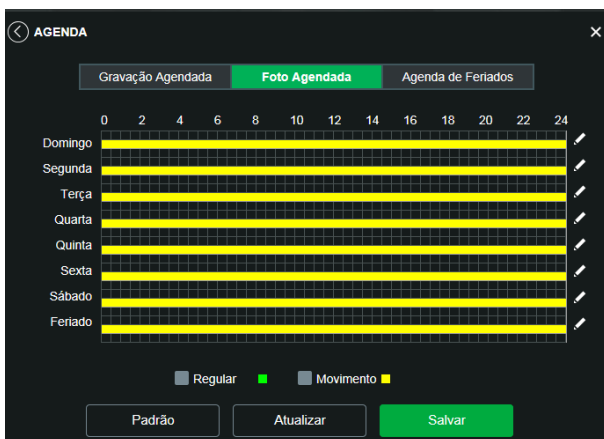 AGENDA
Gravação Agendada Foto Agendada Agenda de Feriados
0 2 4 6 8 10 12 14 16 18 20 22 24
Domingo
Segunda
Terça
Quarta
Quinta
Sexta
Sábado
Feriado
Regular Movimento
Padrão Atualizar Salvar